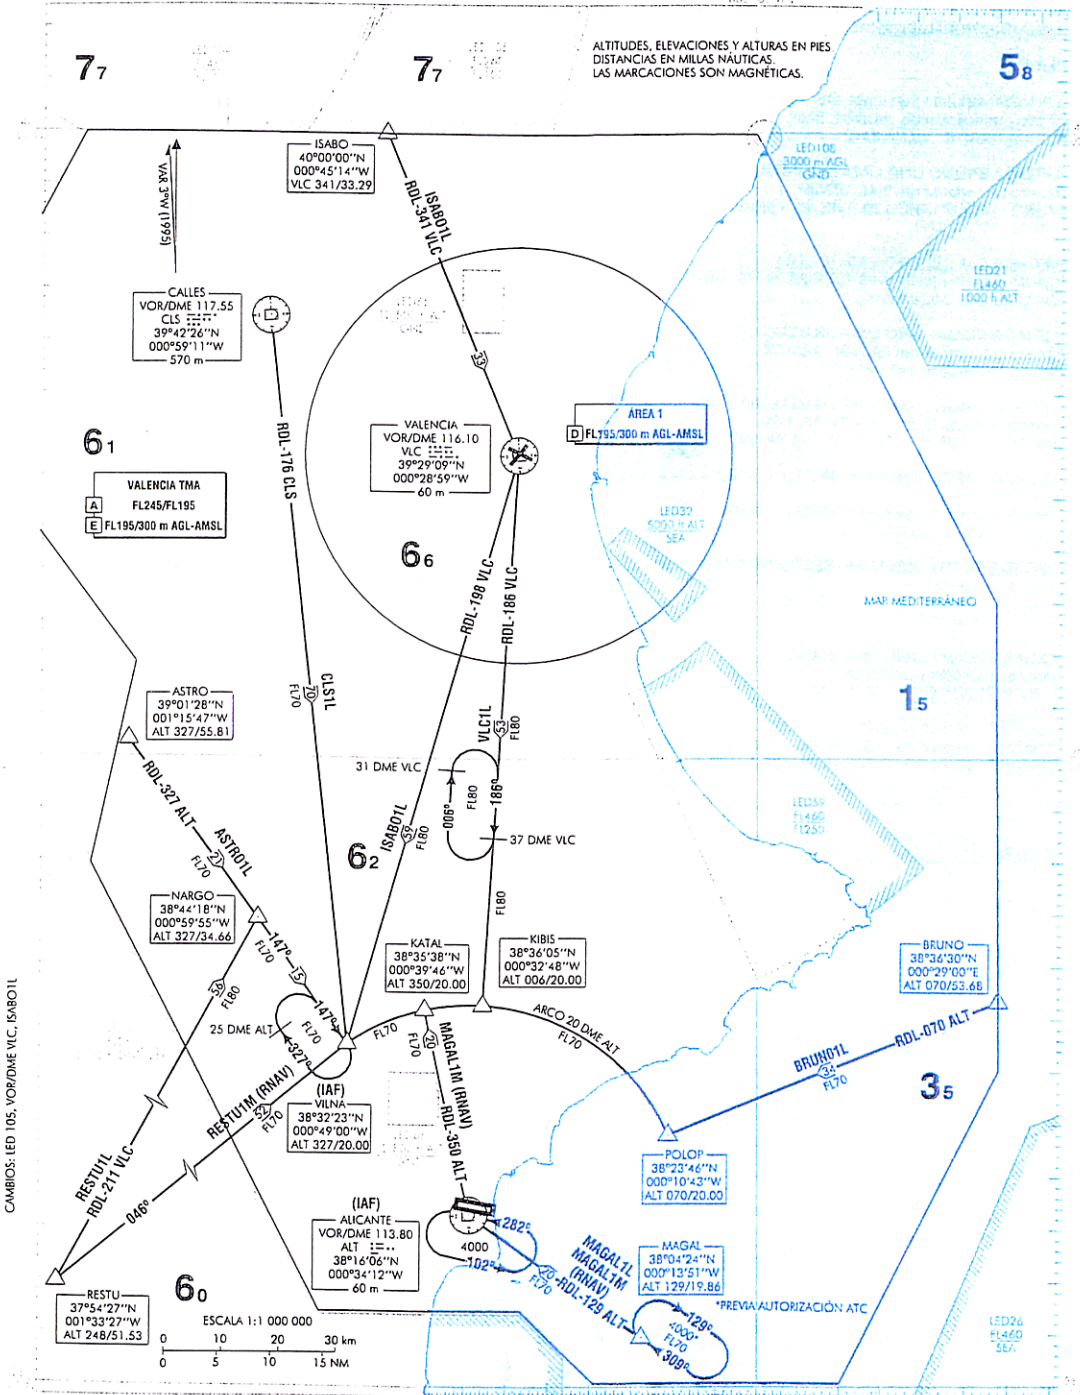 ALTITUDES, ELEVACIONES Y ALTURAS EN PIES
DISTANCIAS EN MILLAS NÁUTICAS.
LAS MARCACIONES SON MAGNÉTICAS.
7₇
7₇
5₈
ISABO
40°00'00''N
000°45'14''W
VLC 341/33.29
VAR 3°W (1995)
ISABO1L
RDL-341 VLC
33
LED108
3000 m AGL
GND
LED21
FL460
1000 ft ALT
CALLES
VOR/DME 117.55
CLS
39°42'26''N
000°59'11''W
570 m
VALENCIA
VOR/DME 116.10
VLC
39°29'09''N
000°28'59''W
60 m
ÁREA 1
D FL195/300 m AGL-AMSL
6₁
VALENCIA TMA
A FL245/FL195
E FL195/300 m AGL-AMSL
RDL-176 CLS
6₆
LED32
5000 ft ALT
SEA
RDL-198 VLC
RDL-186 VLC
MAR MEDITERRÁNEO
1₅
ASTRO
39°01'28''N
001°15'47''W
ALT 327/55.81
CLS1L
70
FL70
VLC1L
53
FL80
31 DME VLC
FL80
006°
186°
37 DME VLC
FL80
RDL-327 ALT
ASTRO1L
21
FL70
6₂
ISABO1L
59
FL80
LED59
FL460
FL250
NARGO
38°44'18''N
000°59'55''W
ALT 327/34.66
147°
15
FL70
147°
56
FL80
KATAL
38°35'38''N
000°39'46''W
ALT 350/20.00
KIBIS
38°36'05''N
000°32'48''W
ALT 006/20.00
BRUNO
38°36'30''N
000°29'00''E
ALT 070/53.68
25 DME ALT
FL70
327°
FL70
ARCO 20 DME ALT
FL70
20
FL70
MAGAL1M (RNAV)
RDL-350 ALT
BRUNO1L
RDL-070 ALT
34
FL70
3₅
(IAF)
VILNA
38°32'23''N
000°49'00''W
ALT 327/20.00
RESTU1M (RNAV)
52
FL70
RESTU1L
RDL-211 VLC
046°
POLOP
38°23'46''N
000°10'43''W
ALT 070/20.00
(IAF)
ALICANTE
VOR/DME 113.80
ALT
38°16'06''N
000°34'12''W
60 m
282°
4000
102°
MAGAL1L
MAGAL1M
(RNAV)
20
FL70
RDL-129 ALT
MAGAL
38°04'24''N
000°13'51''W
ALT 129/19.86
*PREVIA AUTORIZACIÓN ATC
129°
4000*
FL70
309°
RESTU
37°54'27''N
001°33'27''W
ALT 248/51.53
6₀
ESCALA 1:1 000 000
0 10 20 30 km
0 5 10 15 NM
LED26
FL460
SEA
CAMBIOS: LED 105, VOR/DME VLC, ISABO1L